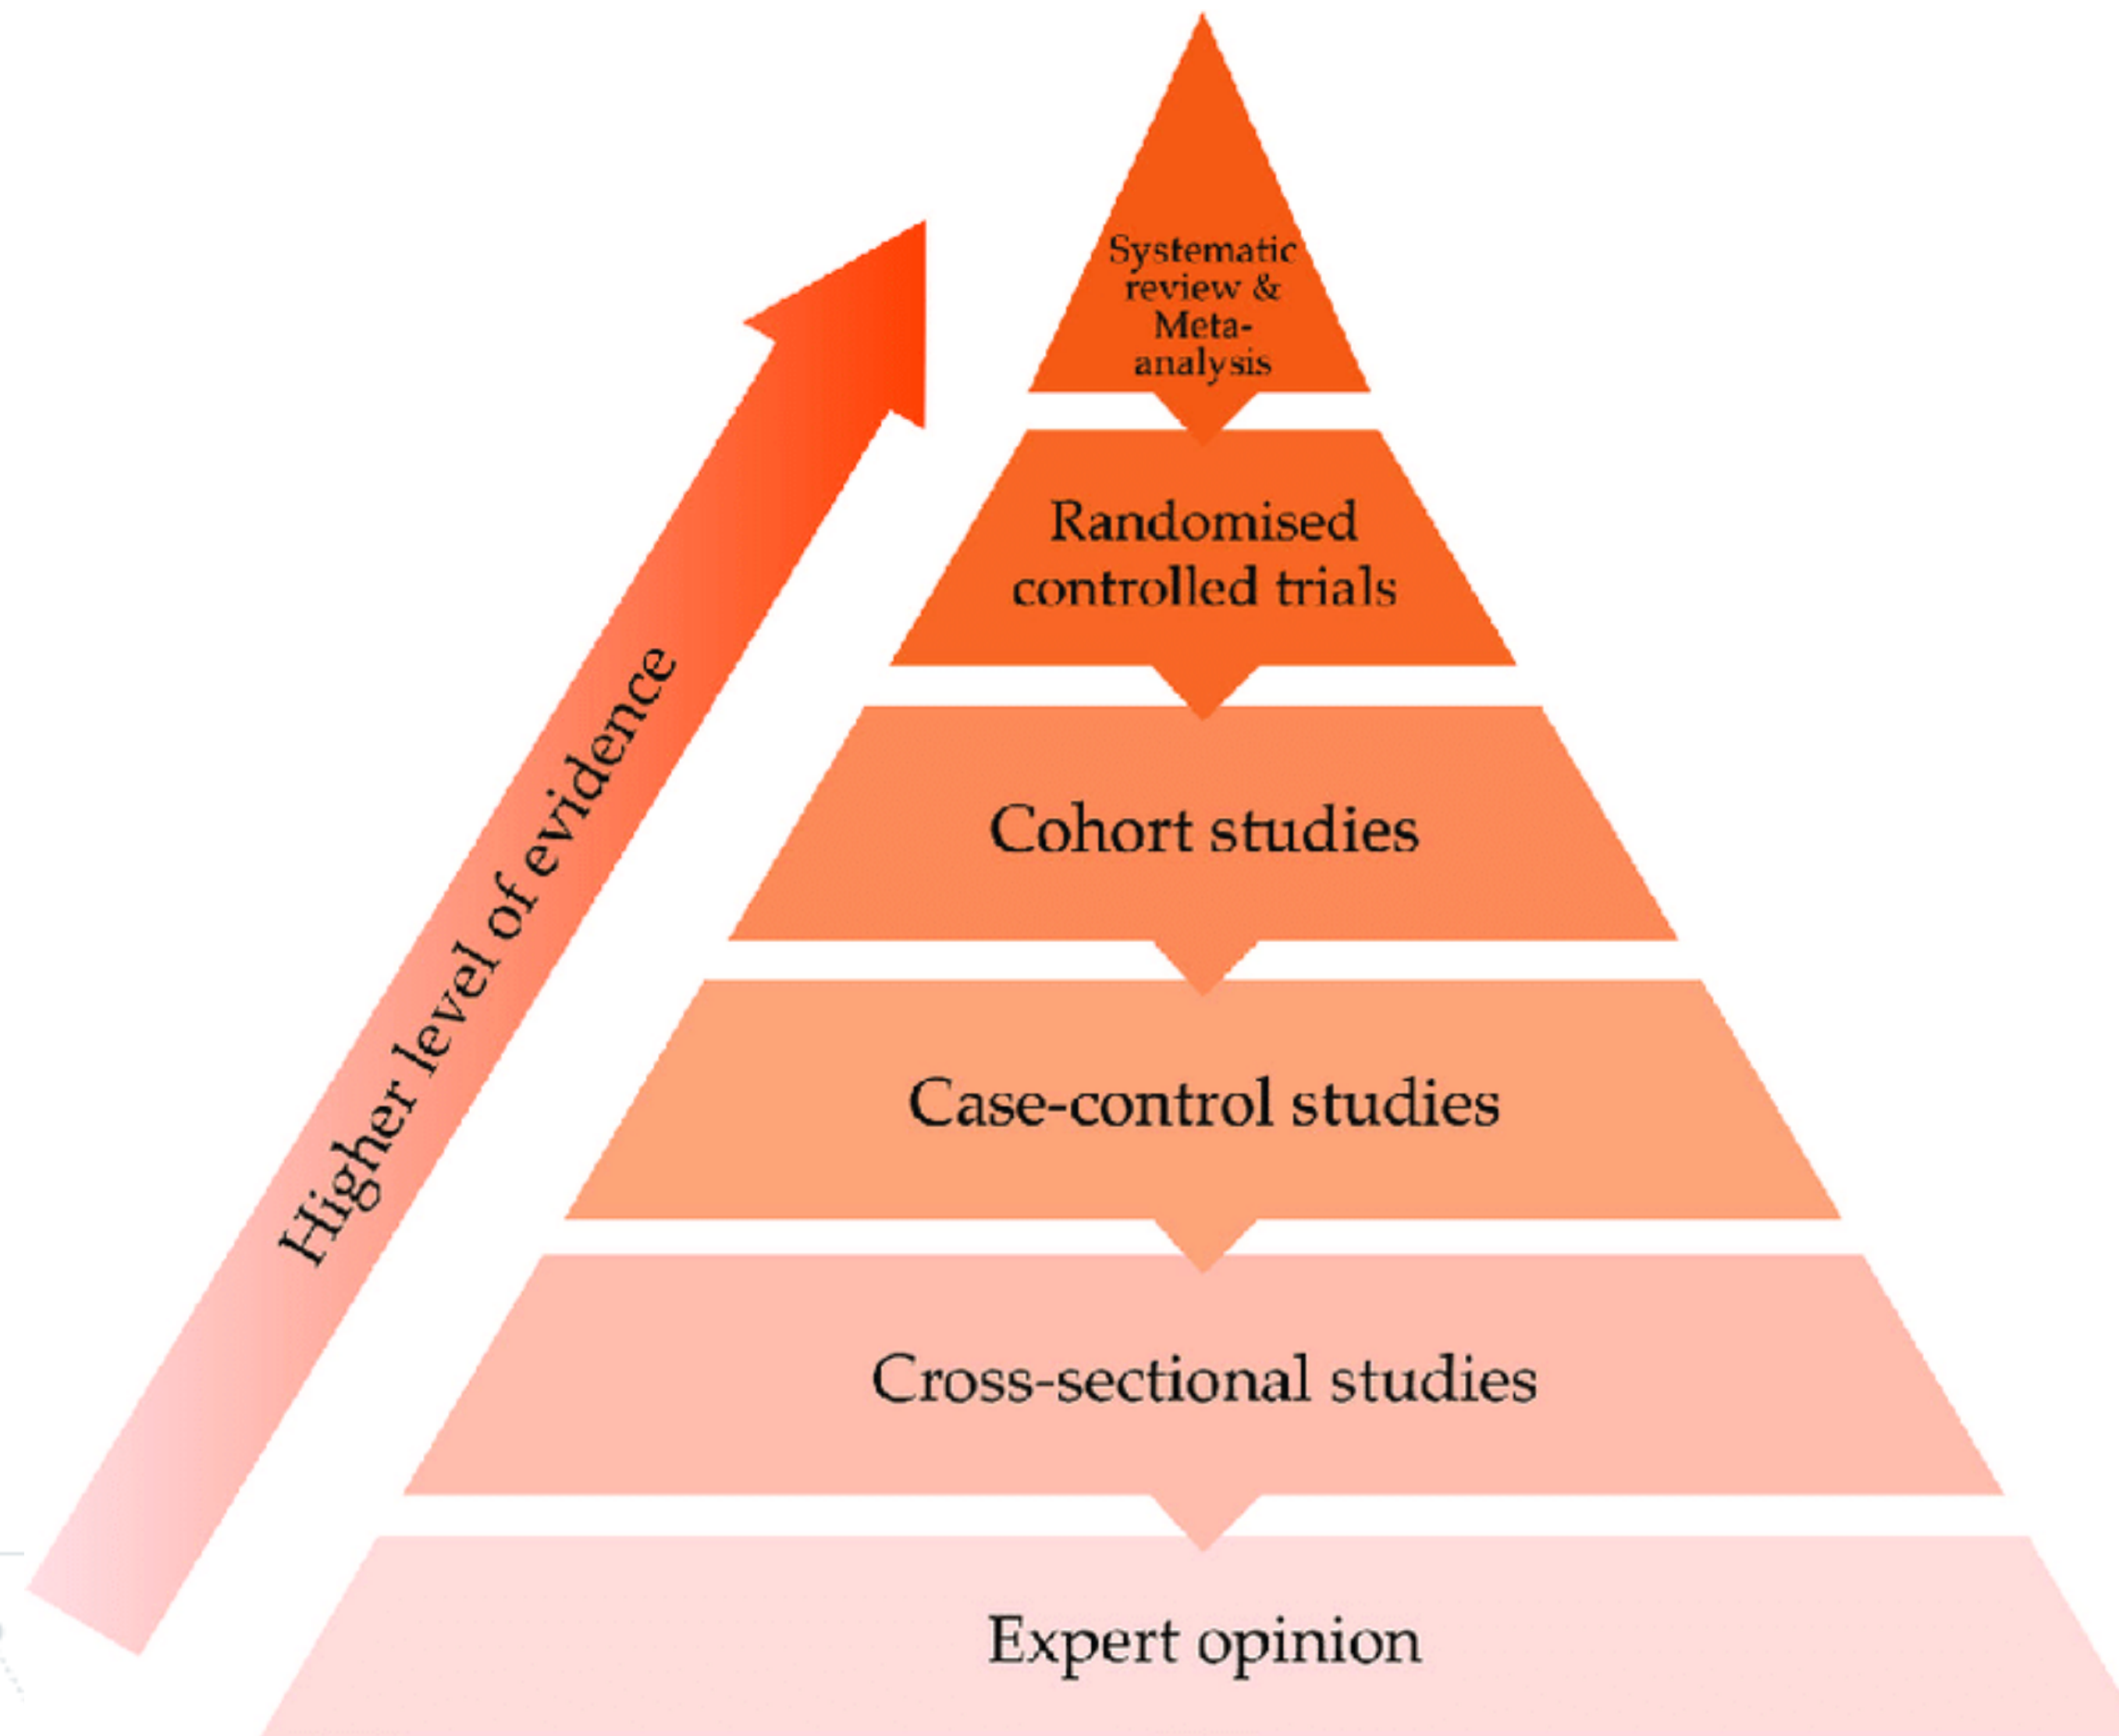 Systematic
review &
Meta-
analysis
Randomised
controlled trials
Cohort studies
Case-control studies
Cross-sectional studies
Expert opinion
Higher level of evidence